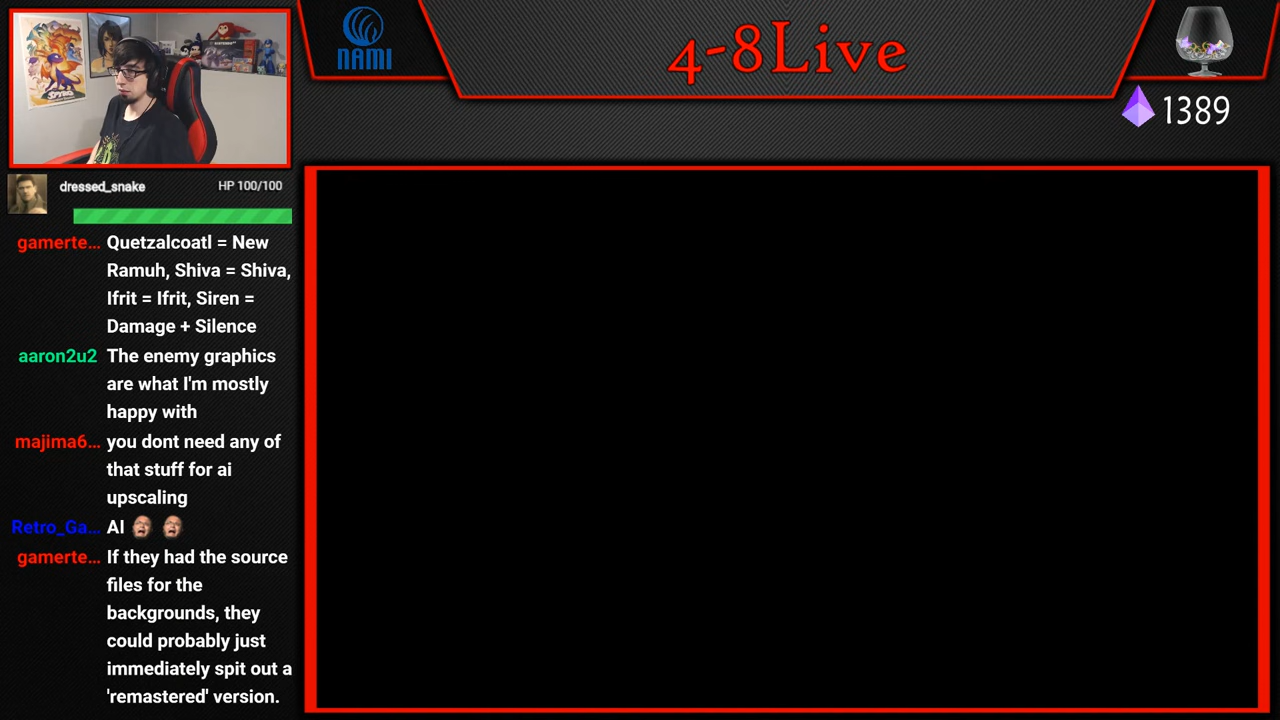 NAMI
4-8Live
1389
dressed_snake
HP 100/100
gamerte... Quetzalcoatl = New
Ramuh, Shiva = Shiva,
Ifrit = Ifrit, Siren =
Damage + Silence
aaron2u2 The enemy graphics
are what I'm mostly
happy with
majima6... you dont need any of
that stuff for ai
upscaling
Retro_Ga... AI
gamerte... If they had the source
files for the
backgrounds, they
could probably just
immediately spit out a
'remastered' version.
SPYRO